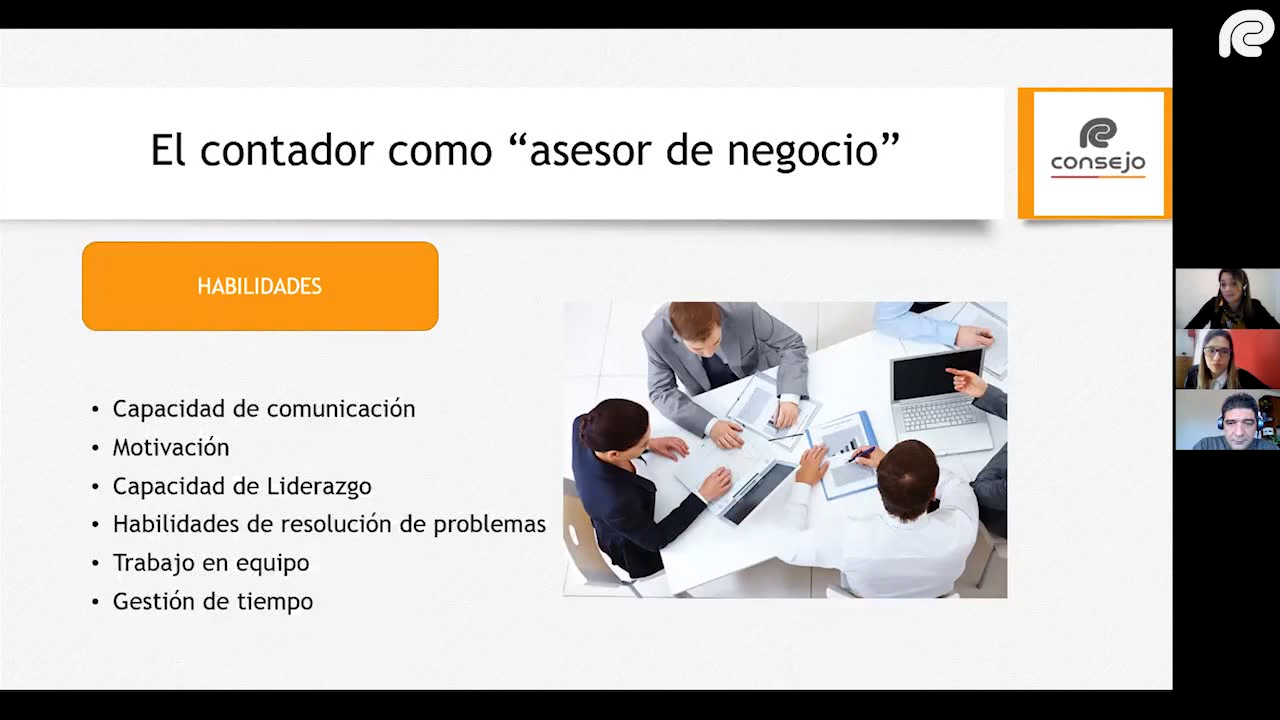 El contador como “asesor de negocio”
consejo
HABILIDADES
• Capacidad de comunicación
• Motivación
• Capacidad de Liderazgo
• Habilidades de resolución de problemas
• Trabajo en equipo
• Gestión de tiempo